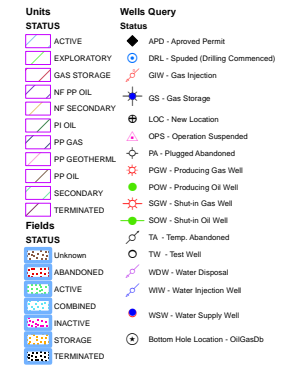 Units
STATUS
ACTIVE
EXPLORATORY
GAS STORAGE
NF PP OIL
NF SECONDARY
PI OIL
PP GAS
PP GEOTHERML
PP OIL
SECONDARY
TERMINATED
Fields
STATUS
Unknown
ABANDONED
ACTIVE
COMBINED
INACTIVE
STORAGE
TERMINATED
Wells Query
Status
APD - Aproved Permit
DRL - Spuded (Drilling Commenced)
GIW - Gas Injection
GS - Gas Storage
LOC - New Location
OPS - Operation Suspended
PA - Plugged Abandoned
PGW - Producing Gas Well
POW - Producing Oil Well
SGW - Shut-in Gas Well
SOW - Shut-in Oil Well
TA - Temp. Abandoned
TW - Test Well
WDW - Water Disposal
WIW - Water Injection Well
WSW - Water Supply Well
Bottom Hole Location - OilGasDb